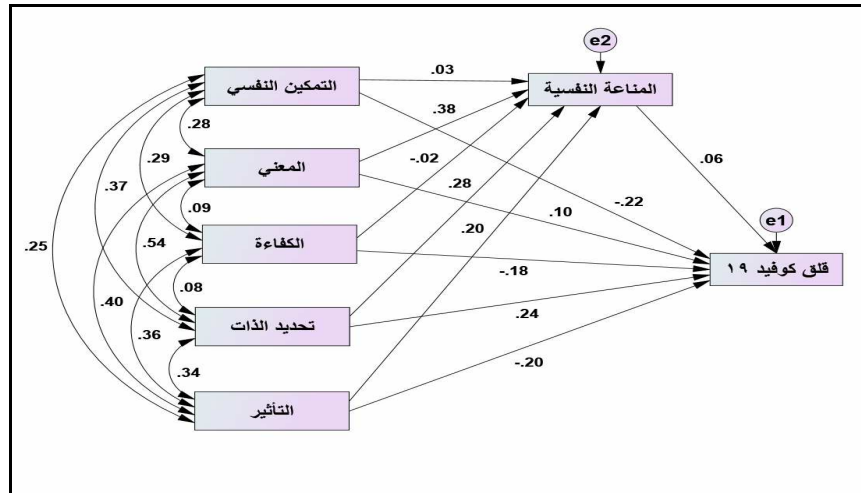 e2
.03
التمكين النفسي
المناعة النفسية
.38
.28
.29
-.02
.06
المعني
.37
.28
-.22
.09
.20
.10
e1
.25
.54
الكفاءة
-.18
قلق كوفيد ١٩
.08
.40
.36
.24
تحديد الذات
.34
-.20
التأثير